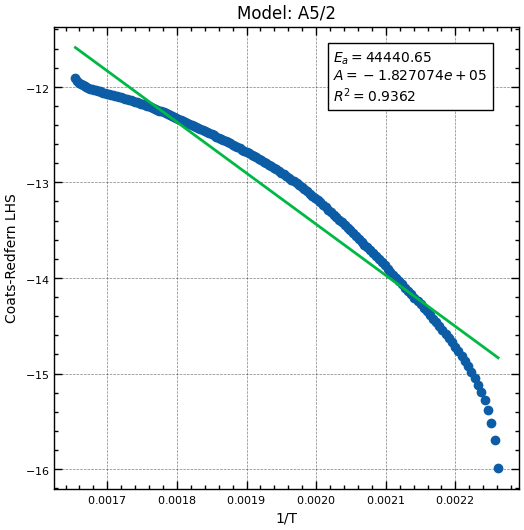 Model: A5/2
E_a = 44440.65
A = −1.827074e + 05
R² = 0.9362
Coats-Redfern LHS
−12
−13
−14
−15
−16
0.0017 0.0018 0.0019 0.0020 0.0021 0.0022
1/T